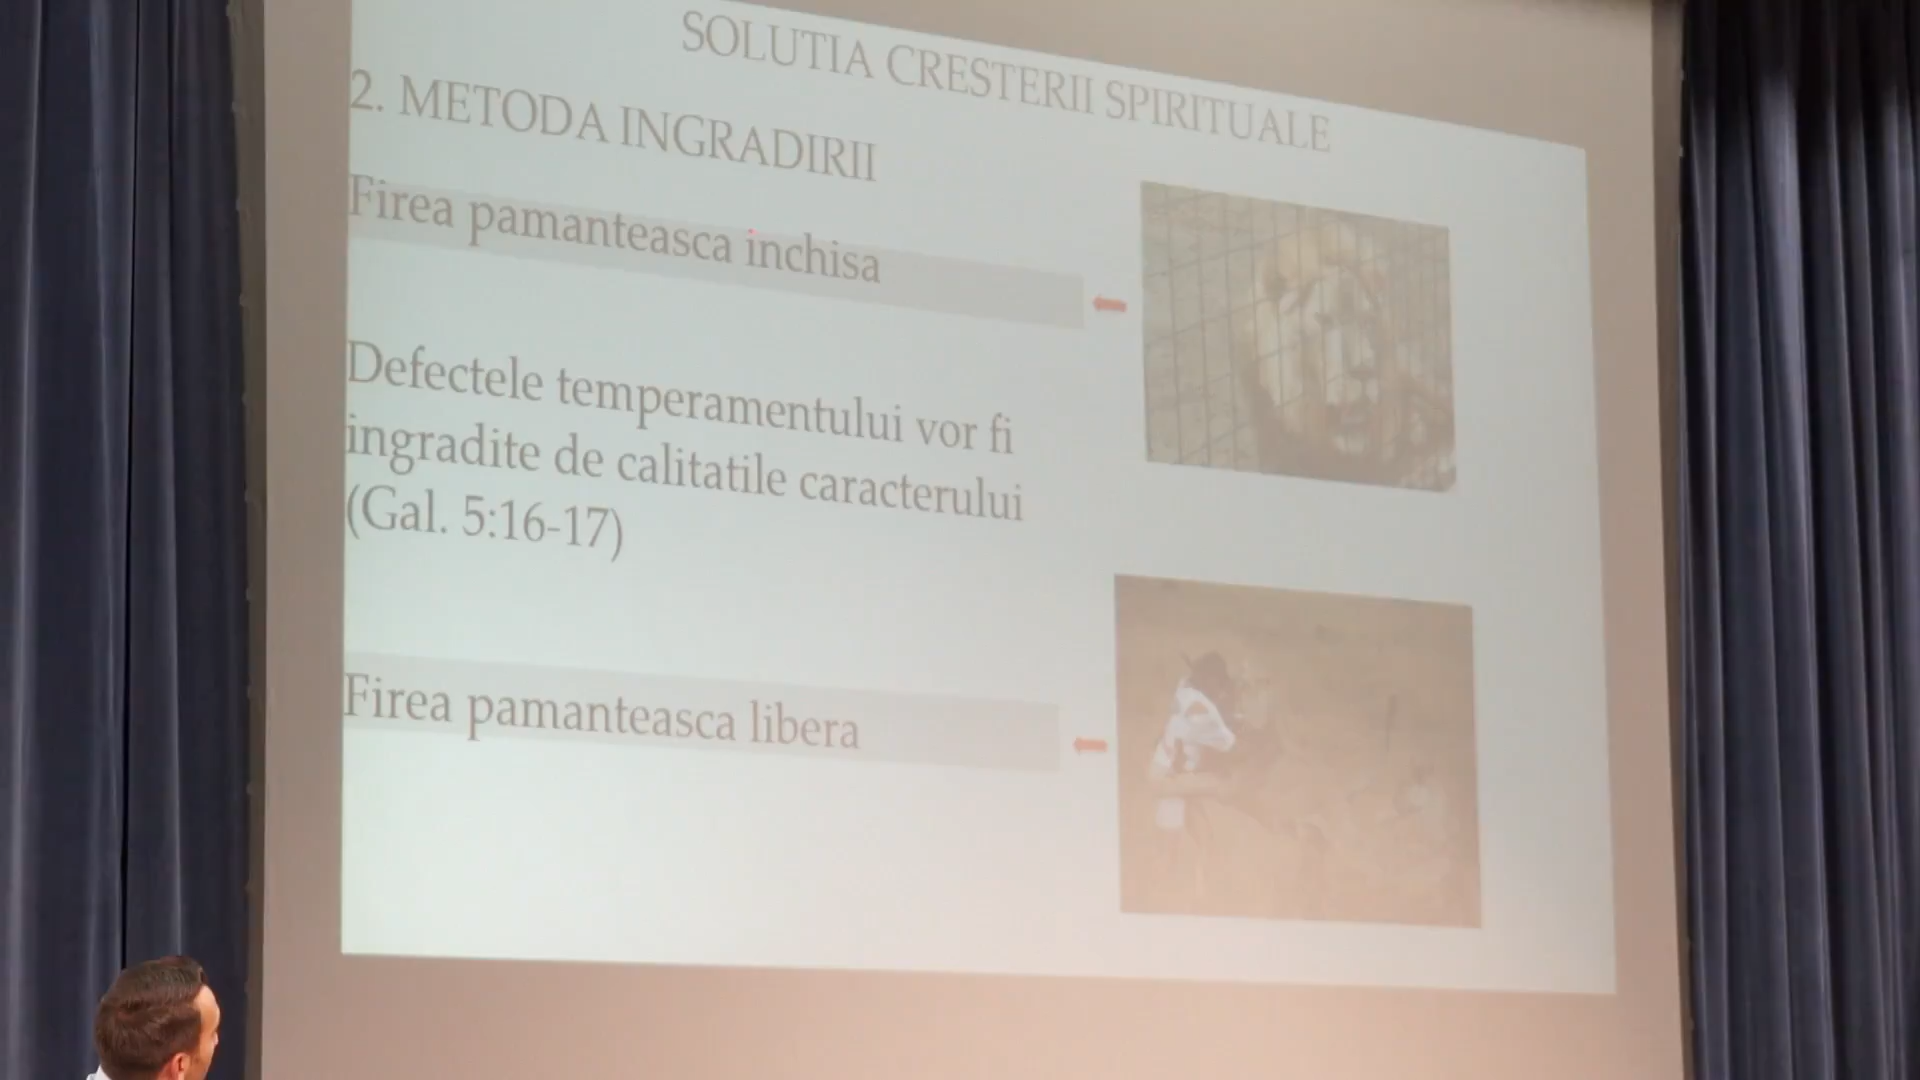 SOLUTIA CRESTERII SPIRITUALE
2. METODA INGRADIRII
Firea pamanteasca inchisa
Defectele temperamentului vor fi
ingradite de calitatile caracterului
(Gal. 5:16-17)
Firea pamanteasca libera